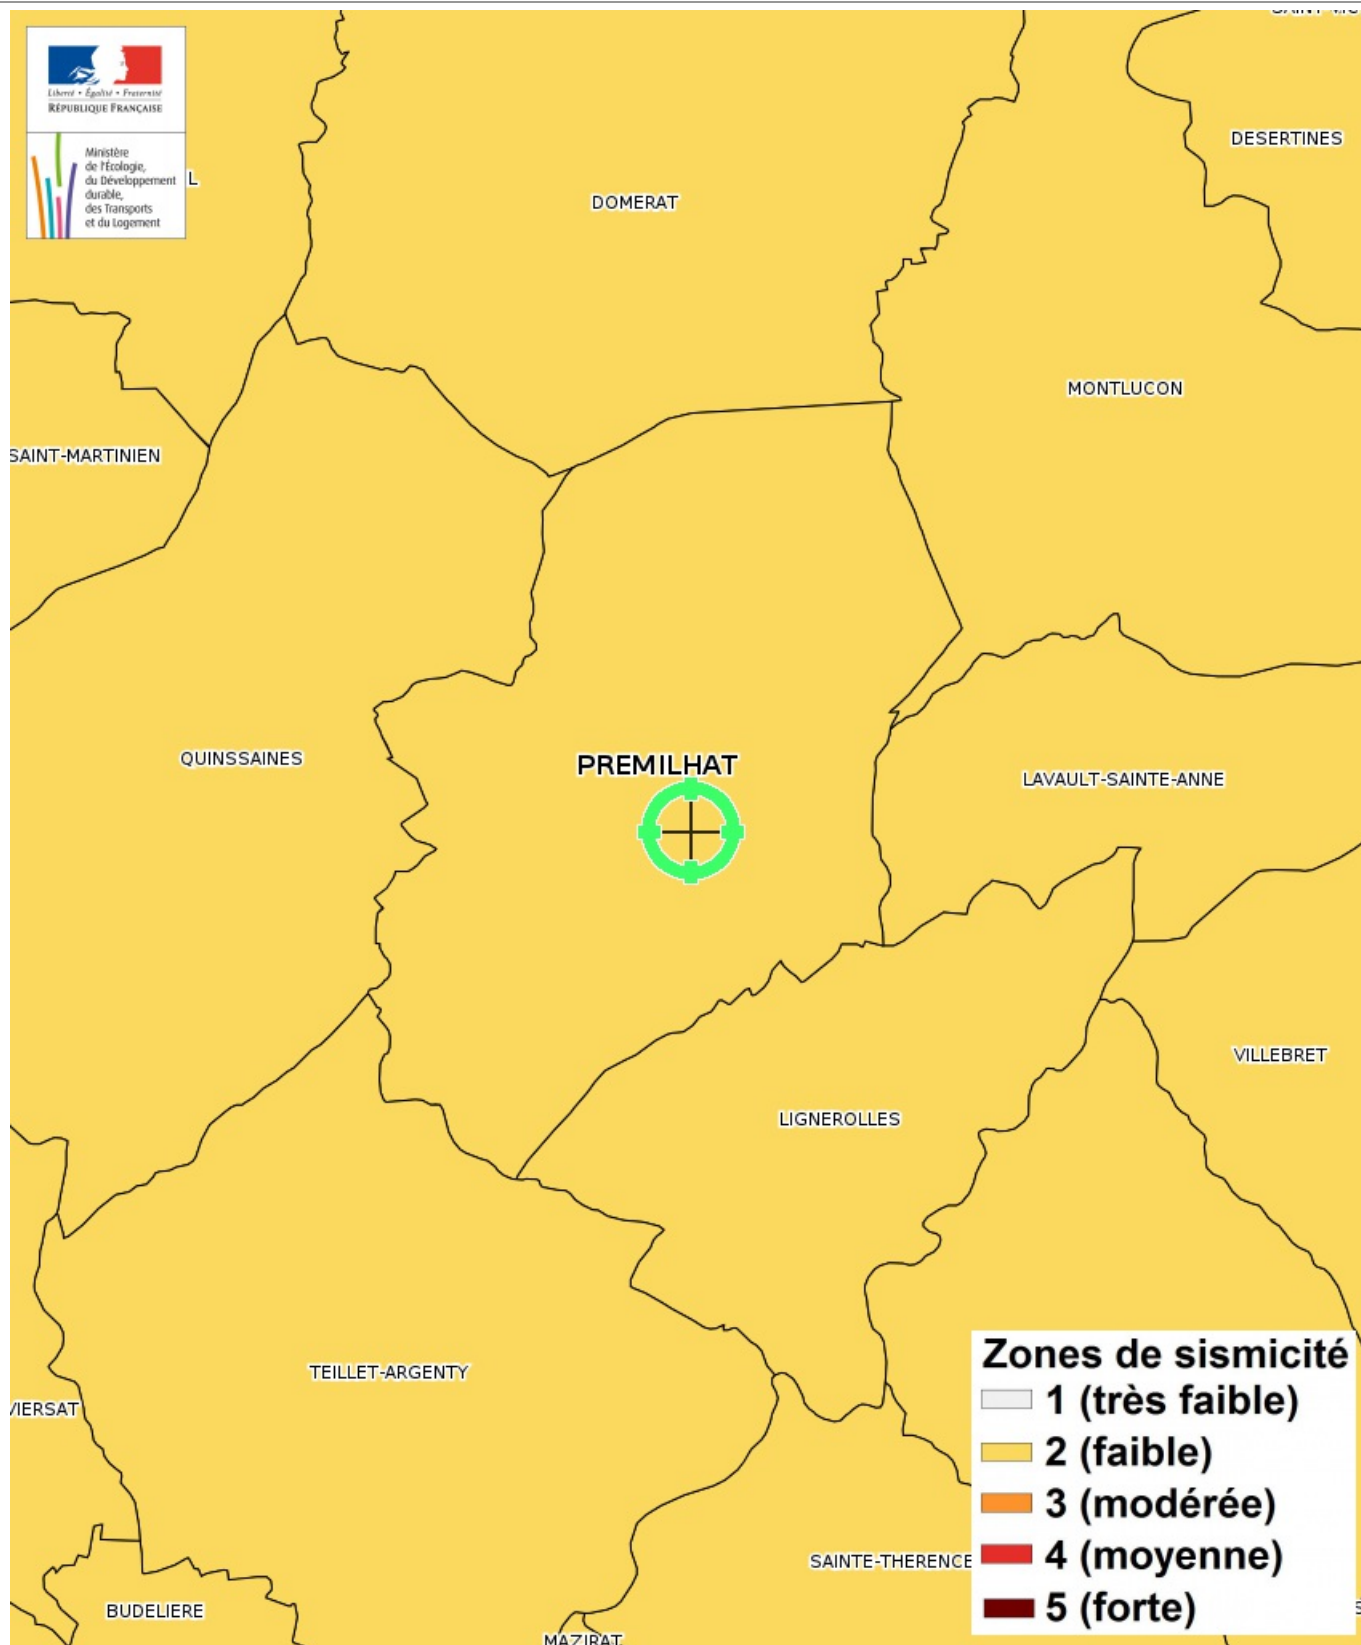 Liberté • Égalité • Fraternité
RÉPUBLIQUE FRANÇAISE
Ministère
de l'Écologie,
du Développement
durable,
des Transports
et du Logement
L
DESERTINES
DOMERAT
MONTLUCON
SAINT-MARTINIEN
QUINSSAINES
PREMILHAT
LAVAULT-SAINTE-ANNE
VILLEBRET
LIGNEROLLES
TEILLET-ARGENTY
VIERSAT
SAINTE-THERENCE
BUDELIERE
MAZIRAT
Zones de sismicité
1 (très faible)
2 (faible)
3 (modérée)
4 (moyenne)
5 (forte)